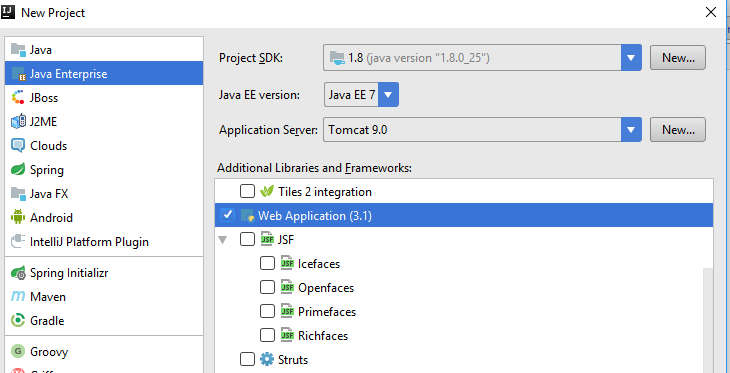 New Project
Java
Java Enterprise
JBoss
J2ME
Clouds
Spring
Java FX
Android
IntelliJ Platform Plugin
Spring Initializr
Maven
Gradle
Groovy
Project SDK: 1.8 (java version "1.8.0_25") New...
Java EE version: Java EE 7
Application Server: Tomcat 9.0 New...
Additional Libraries and Frameworks:
Tiles 2 integration
Web Application (3.1)
JSF JSF
JSF Icefaces
JSF Openfaces
JSF Primefaces
JSF Richfaces
Struts